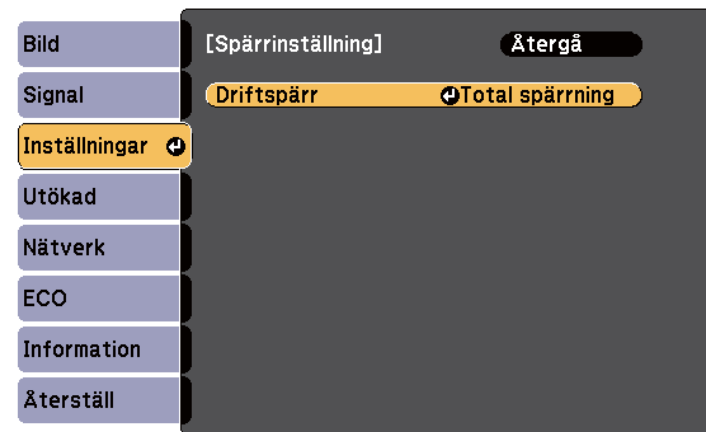 Bild
Signal
Inställningar
Utökad
Nätverk
ECO
Information
Återställ
[Spärrinställning] Återgå
Driftspärr Total spärrning